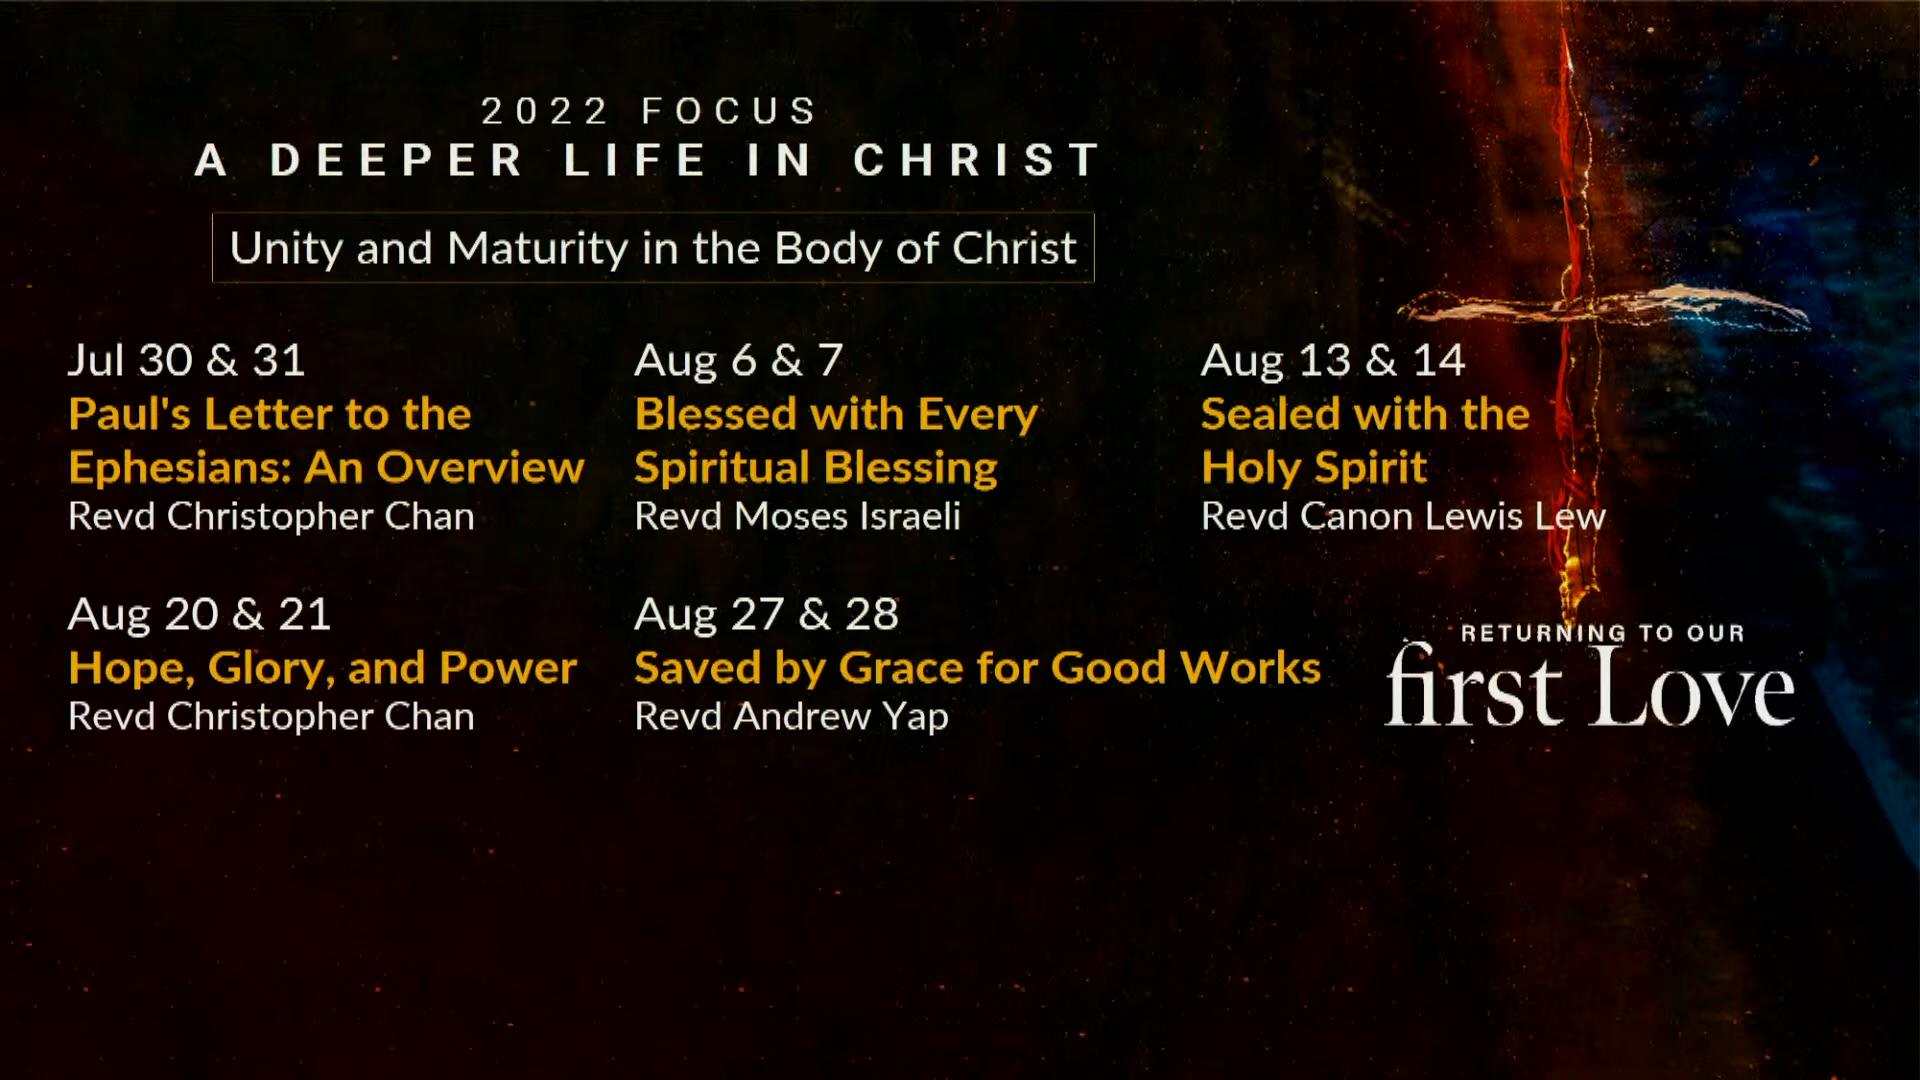 2022 FOCUS
A DEEPER LIFE IN CHRIST
Unity and Maturity in the Body of Christ
Jul 30 & 31
Paul's Letter to the
Ephesians: An Overview
Revd Christopher Chan
Aug 6 & 7
Blessed with Every
Spiritual Blessing
Revd Moses Israeli
Aug 13 & 14
Sealed with the
Holy Spirit
Revd Canon Lewis Lew
Aug 20 & 21
Hope, Glory, and Power
Revd Christopher Chan
Aug 27 & 28
Saved by Grace for Good Works
Revd Andrew Yap
RETURNING TO OUR
first Love